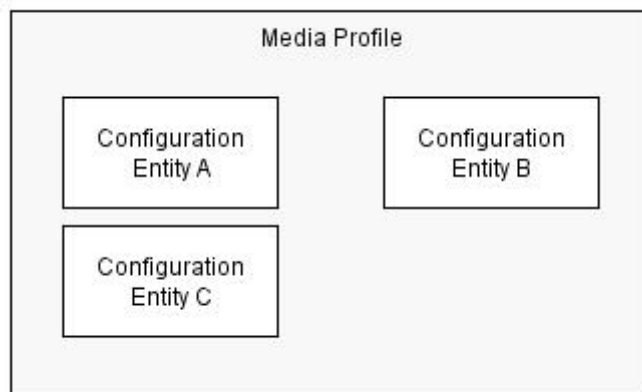 Media Profile
Configuration
Entity A
Configuration
Entity B
Configuration
Entity C